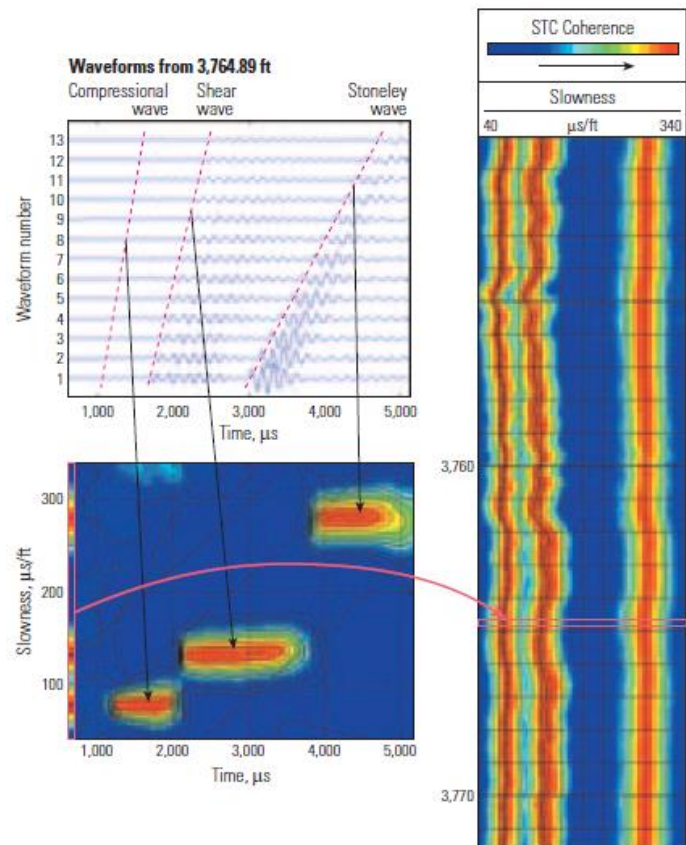 Waveforms from 3,764.89 ft
Compressional wave
Shear wave
Stoneley wave
Waveform number
13
12
11
10
9
8
7
6
5
4
3
2
1
1,000 2,000 3,000 4,000 5,000
Time, µs
Slowness, µs/ft
300
200
100
1,000 2,000 3,000 4,000 5,000
Time, µs
STC Coherence
Slowness
40 µs/ft 340
3,760
3,770